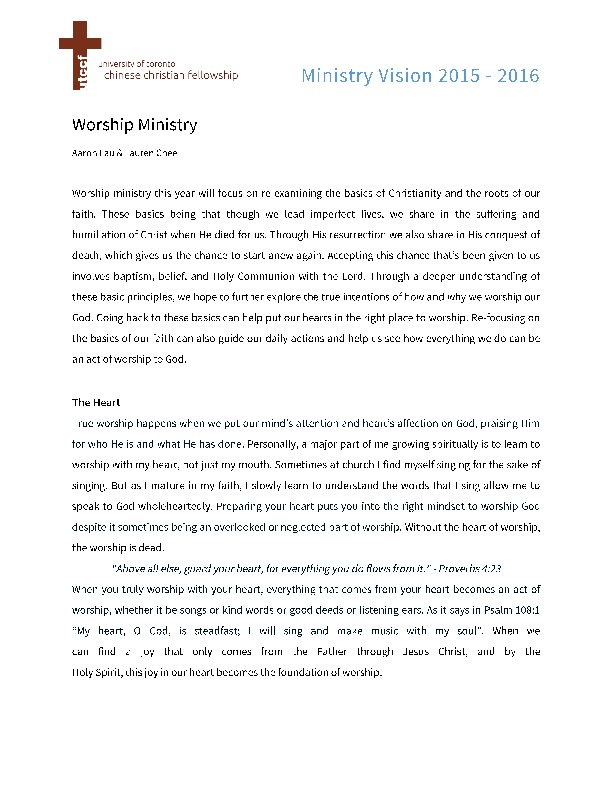 utccf
university of toronto
chinese christian fellowship
Ministry Vision 2015 - 2016
Worship Ministry
Aaron Lau & Lauren Chee
Worship ministry this year will focus on re-examining the basics of Christianity and the roots of our
faith. These basics being that though we lead imperfect lives, we share in the suffering and
humiliation of Christ when He died for us. Through His resurrection we also share in His conquest of
death, which gives us the chance to start anew again. Accepting this chance that's been given to us
involves baptism, belief, and Holy Communion with the Lord. Through a deeper understanding of
these basic principles, we hope to further explore the true intentions of how and why we worship our
God. Going back to these basics can help put our hearts in the right place to worship. Re-focusing on
the basics of our faith can also guide our daily actions and help us see how everything we do can be
an act of worship to God.
The Heart
True worship happens when we put our mind's attention and heart's affection on God, praising Him
for who He is and what He has done. Personally, a major part of me growing spiritually is to learn to
worship with my heart, not just my mouth. Sometimes at church I find myself singing for the sake of
singing. But as I mature in my faith, I slowly learn to understand the words that I sing allow me to
speak to God wholeheartedly. Preparing your heart puts you into the right mindset to worship God
despite it sometimes being an overlooked or neglected part of worship. Without the heart of worship,
the worship is dead.
"Above all else, guard your heart, for everything you do flows from it." - Proverbs 4:23
When you truly worship with your heart, everything that comes from your heart becomes an act of
worship, whether it be songs or kind words or good deeds or listening ears. As it says in Psalm 108:1
"My heart, O God, is steadfast; I will sing and make music with my soul". When we
can find a joy that only comes from the Father through Jesus Christ, and by the
Holy Spirit, this joy in our heart becomes the foundation of worship.